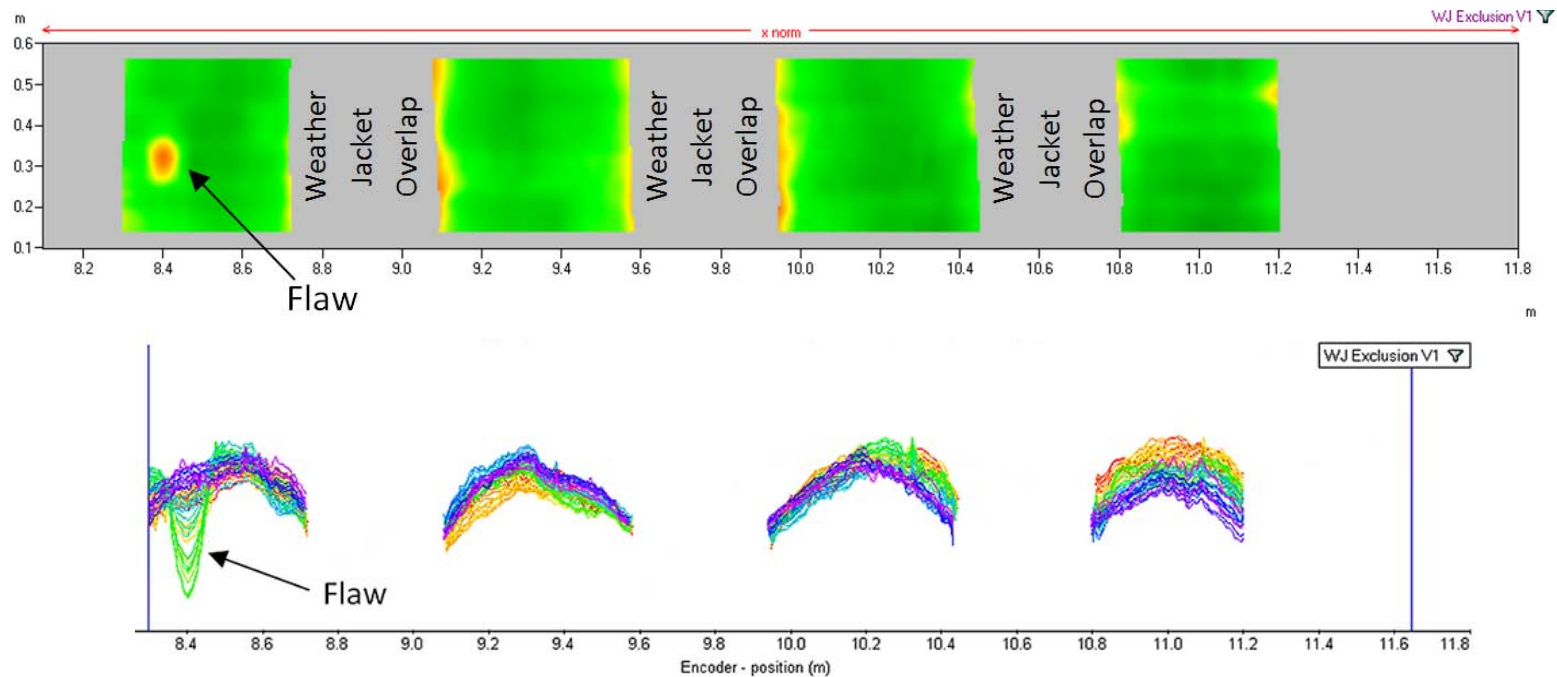 m
WJ Exclusion V1
x norm
0.6
0.5
0.4
0.3
0.2
0.1
Weather
Jacket
Overlap
Weather
Jacket
Overlap
Weather
Jacket
Overlap
8.2 8.4 8.6 8.8 9.0 9.2 9.4 9.6 9.8 10.0 10.2 10.4 10.6 10.8 11.0 11.2 11.4 11.6 11.8
Flaw
m
WJ Exclusion V1
Flaw
8.4 8.6 8.8 9.0 9.2 9.4 9.6 9.8 10.0 10.2 10.4 10.6 10.8 11.0 11.2 11.4 11.6 11.8
Encoder - position (m)